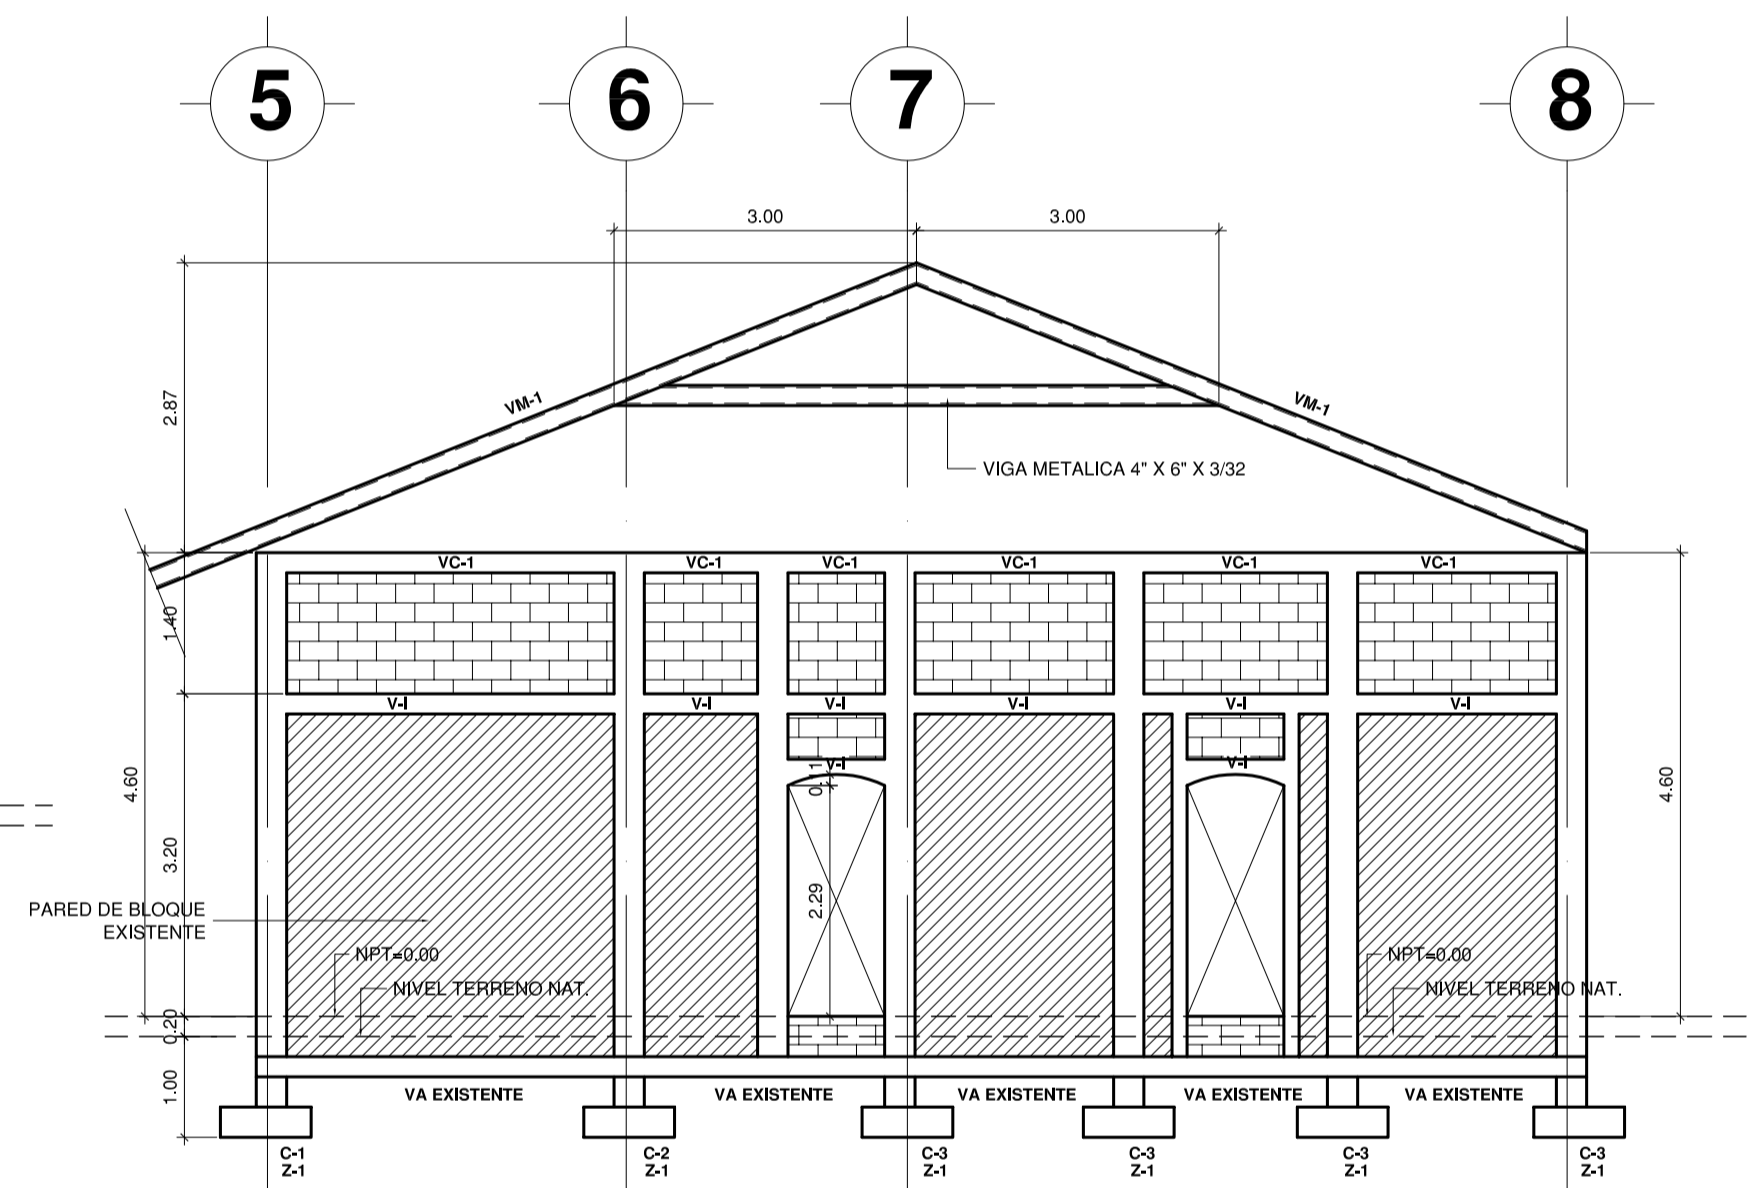 5
6
7
8
3.00
3.00
2.87
VM-1
VM-1
VIGA METALICA 4" X 6" X 3/32
VC-1
VC-1
VC-1
VC-1
VC-1
VC-1
1.40
V-I
V-I
V-I
V-I
V-I
V-I
V-I
V-I
0.11
4.60
4.60
3.20
2.29
PARED DE BLOQUE
EXISTENTE
NPT=0.00
NPT=0.00
NIVEL TERRENO NAT.
NIVEL TERRENO NAT.
0.20
1.00
VA EXISTENTE
VA EXISTENTE
VA EXISTENTE
VA EXISTENTE
VA EXISTENTE
C-1
Z-1
C-2
Z-1
C-3
Z-1
C-3
Z-1
C-3
Z-1
C-3
Z-1